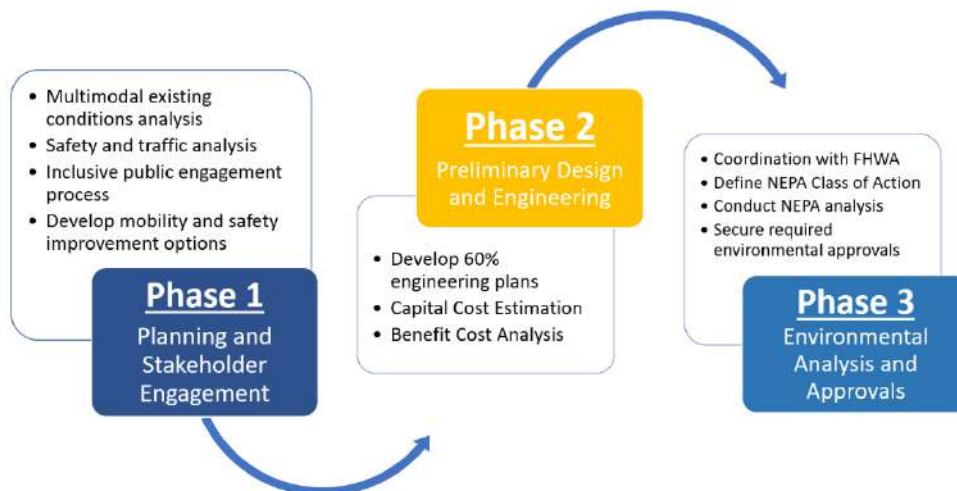 • Multimodal existing
conditions analysis
• Safety and traffic analysis
• Inclusive public engagement
process
• Develop mobility and safety
improvement options
Phase 1
Planning and
Stakeholder
Engagement
Phase 2
Preliminary Design
and Engineering
• Develop 60%
engineering plans
• Capital Cost Estimation
• Benefit Cost Analysis
• Coordination with FHWA
• Define NEPA Class of Action
• Conduct NEPA analysis
• Secure required
environmental approvals
Phase 3
Environmental
Analysis and
Approvals